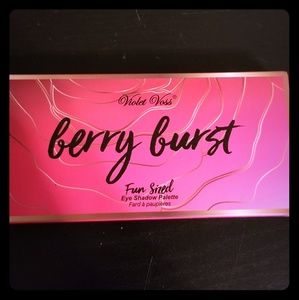 Violet Voss®
berry burst
Fun Sized
Eye Shadow Palette
Fard à paupières